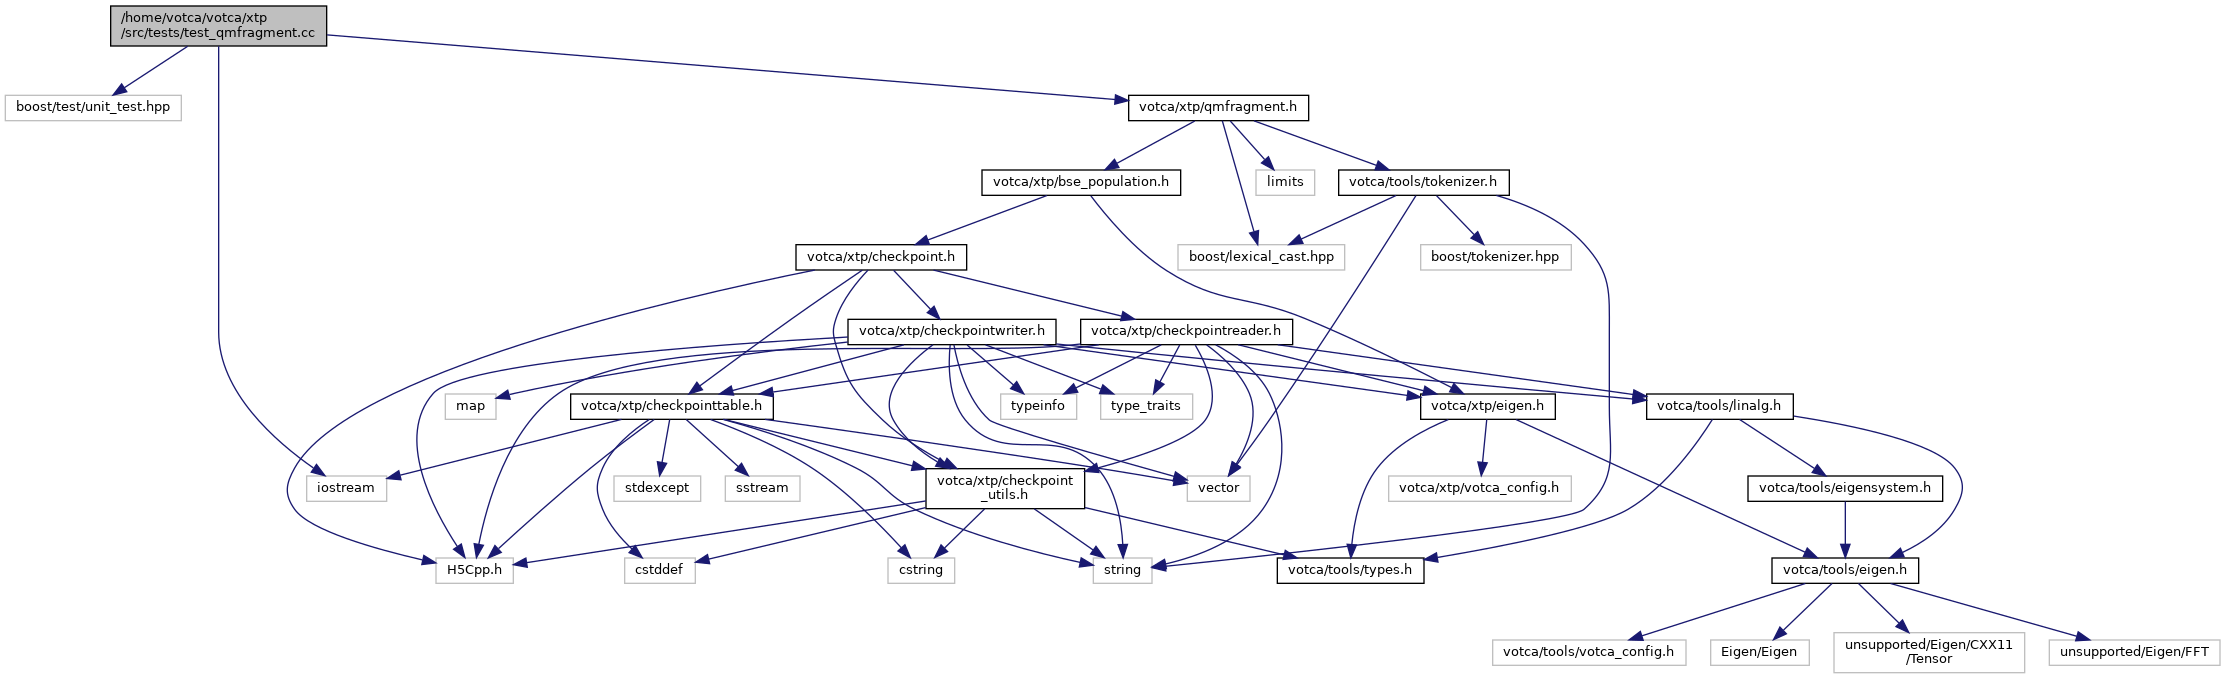 /home/votca/votca/xtp
/src/tests/test_qmfragment.cc
boost/test/unit_test.hpp
votca/xtp/qmfragment.h
votca/xtp/bse_population.h
limits
votca/tools/tokenizer.h
votca/xtp/checkpoint.h
boost/lexical_cast.hpp
boost/tokenizer.hpp
votca/xtp/checkpointwriter.h
votca/xtp/checkpointreader.h
map
votca/xtp/checkpointtable.h
typeinfo
type_traits
votca/xtp/eigen.h
votca/tools/linalg.h
iostream
stdexcept
sstream
votca/xtp/checkpoint
_utils.h
vector
votca/xtp/votca_config.h
votca/tools/eigensystem.h
H5Cpp.h
cstddef
cstring
string
votca/tools/types.h
votca/tools/eigen.h
votca/tools/votca_config.h
Eigen/Eigen
unsupported/Eigen/CXX11
/Tensor
unsupported/Eigen/FFT